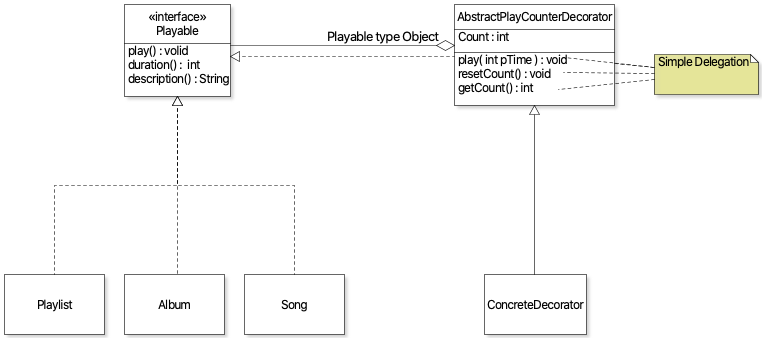 «interface»
Playable
play() : volid
duration() : int
description() : String
Playable type Object
AbstractPlayCounterDecorator
Count : int
play( int pTime ) : void
resetCount() : void
getCount() : int
Simple Delegation
Playlist
Album
Song
ConcreteDecorator